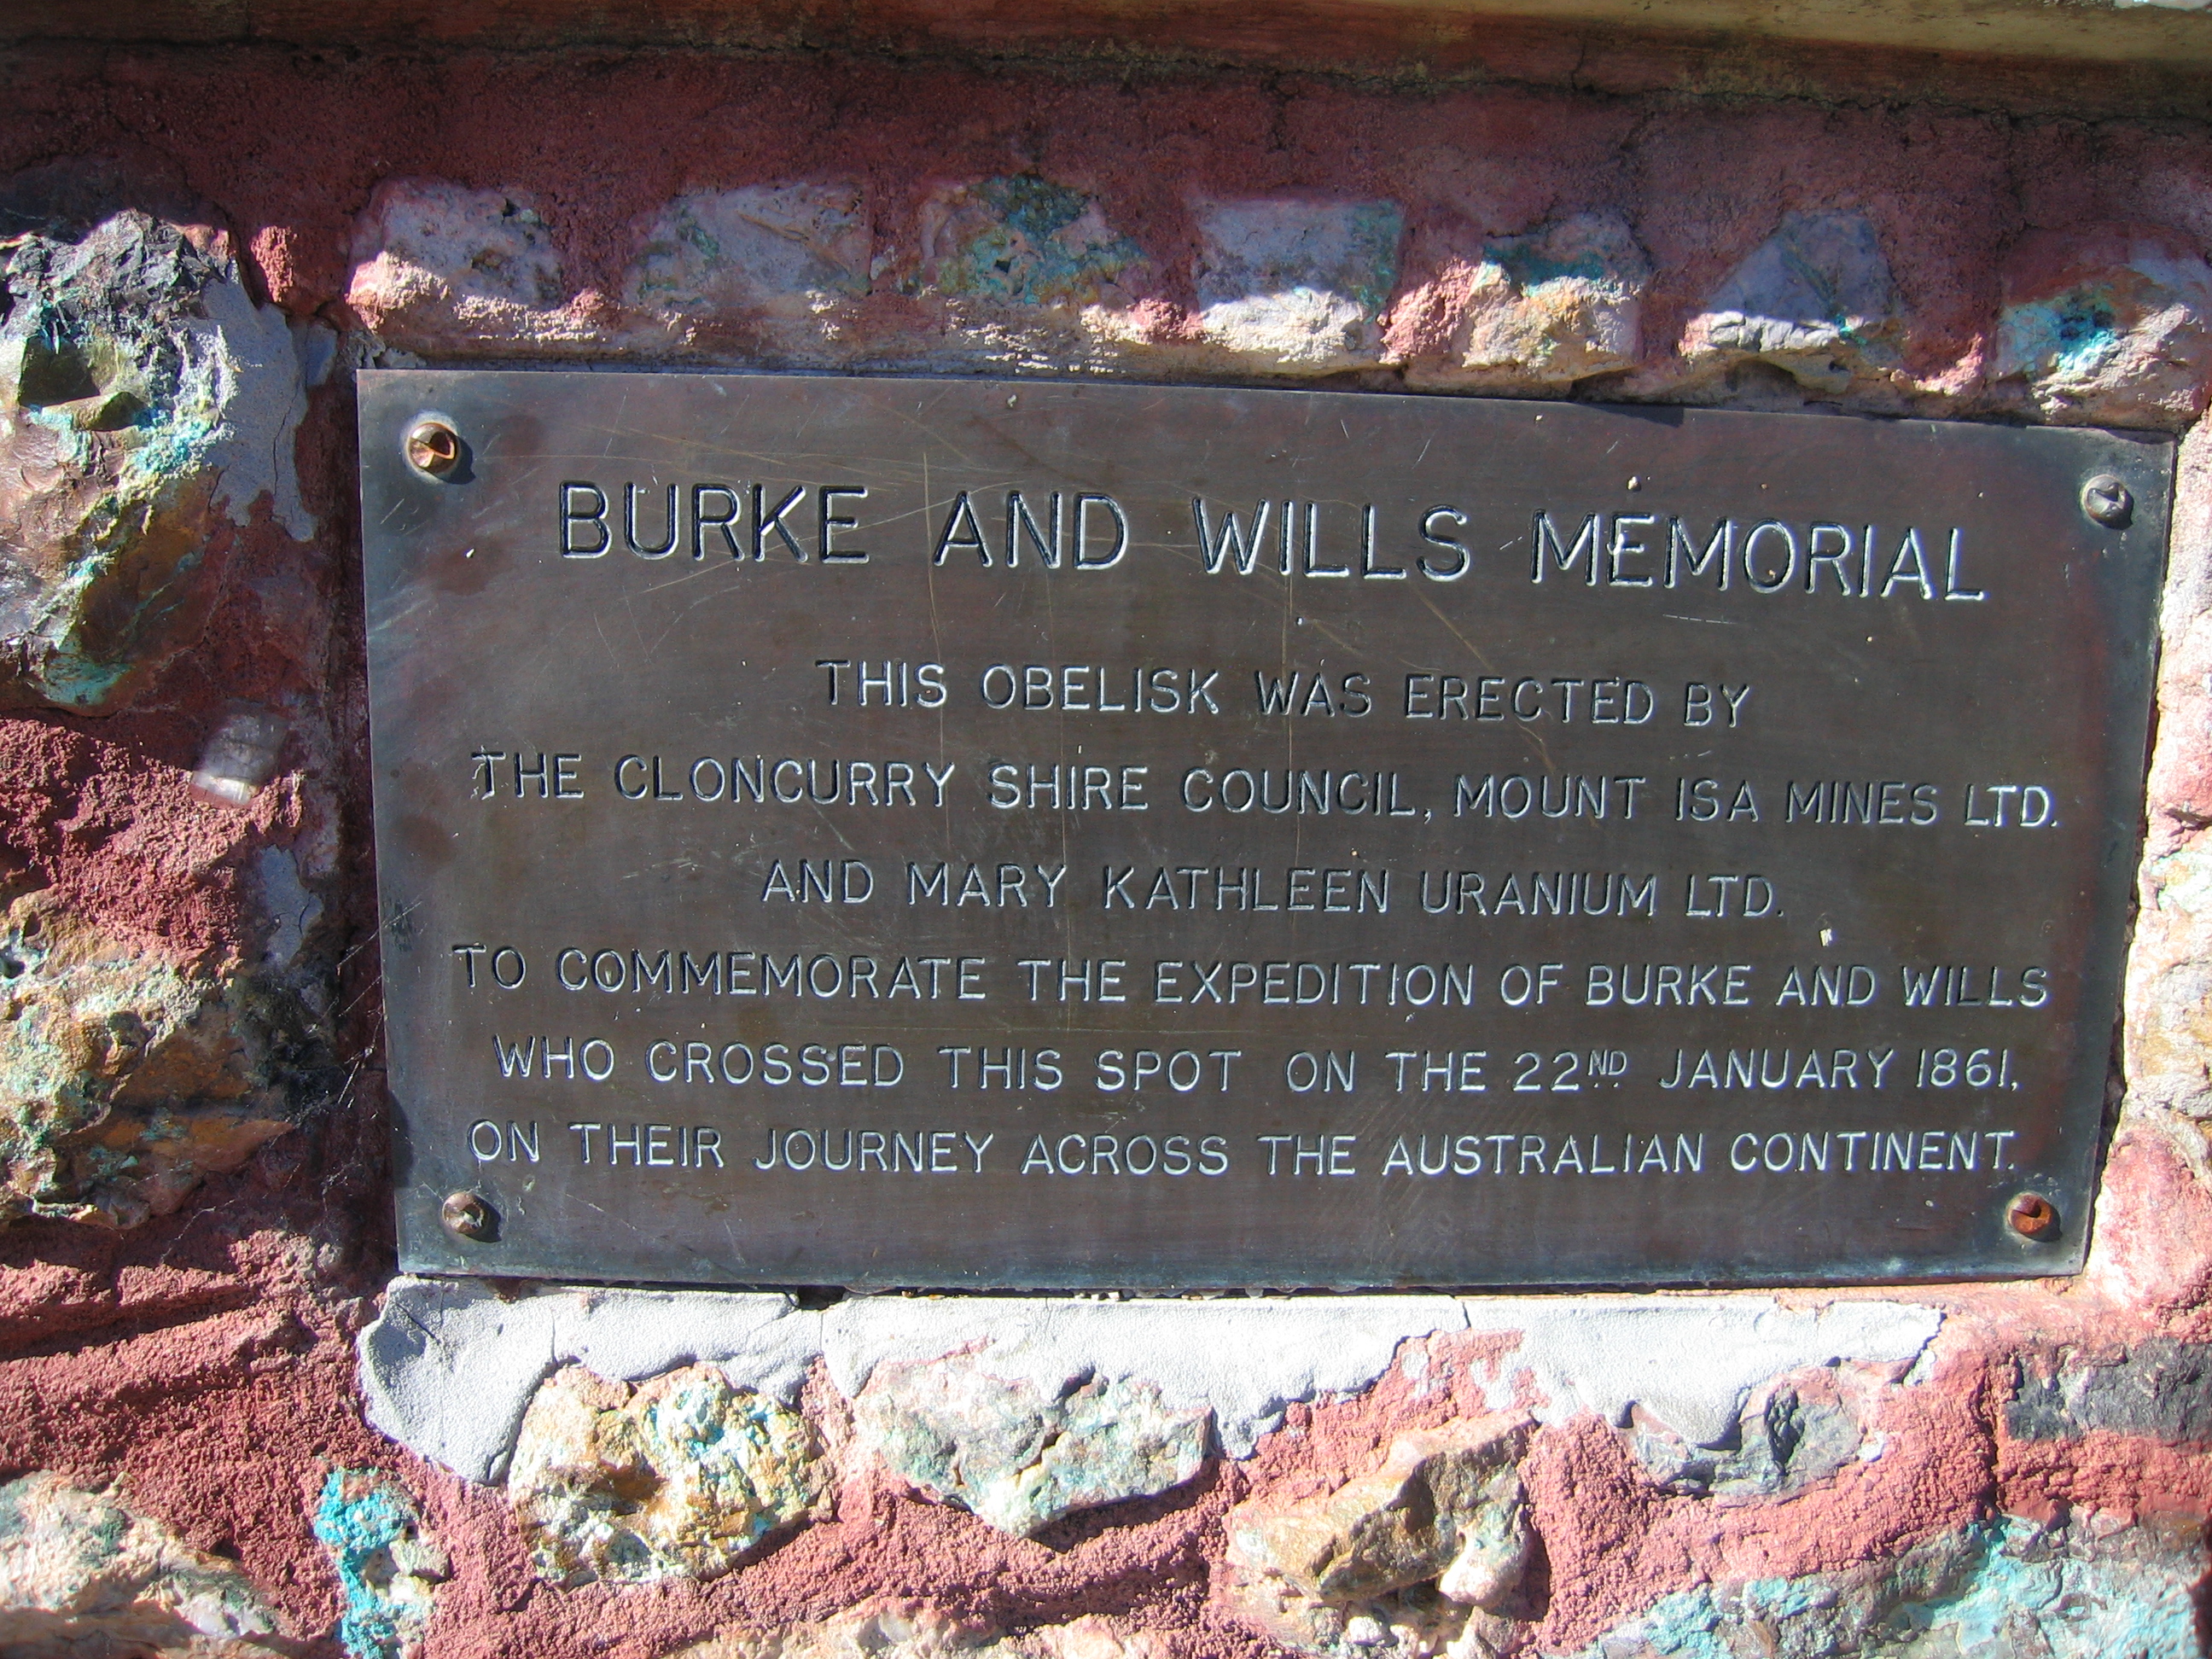 BURKE AND WILLS MEMORIAL
THIS OBELISK WAS ERECTED BY
THE CLONCURRY SHIRE COUNCIL, MOUNT ISA MINES LTD.
AND MARY KATHLEEN URANIUM LTD.
TO COMMEMORATE THE EXPEDITION OF BURKE AND WILLS
WHO CROSSED THIS SPOT ON THE 22ND JANUARY 1861,
ON THEIR JOURNEY ACROSS THE AUSTRALIAN CONTINENT.